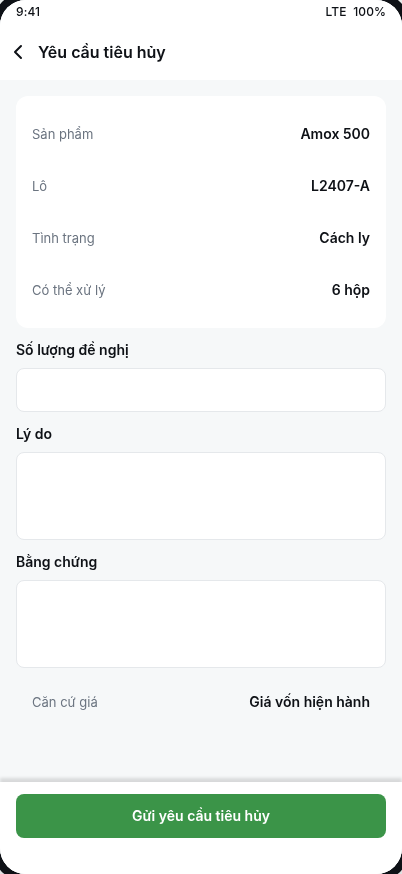 9:41 LTE 100%
Yêu cầu tiêu hủy
Sản phẩm Amox 500
Lô L2407-A
Tình trạng Cách ly
Có thể xử lý 6 hộp
Số lượng đề nghị
Lý do
Bằng chứng
Căn cứ giá Giá vốn hiện hành
Gửi yêu cầu tiêu hủy